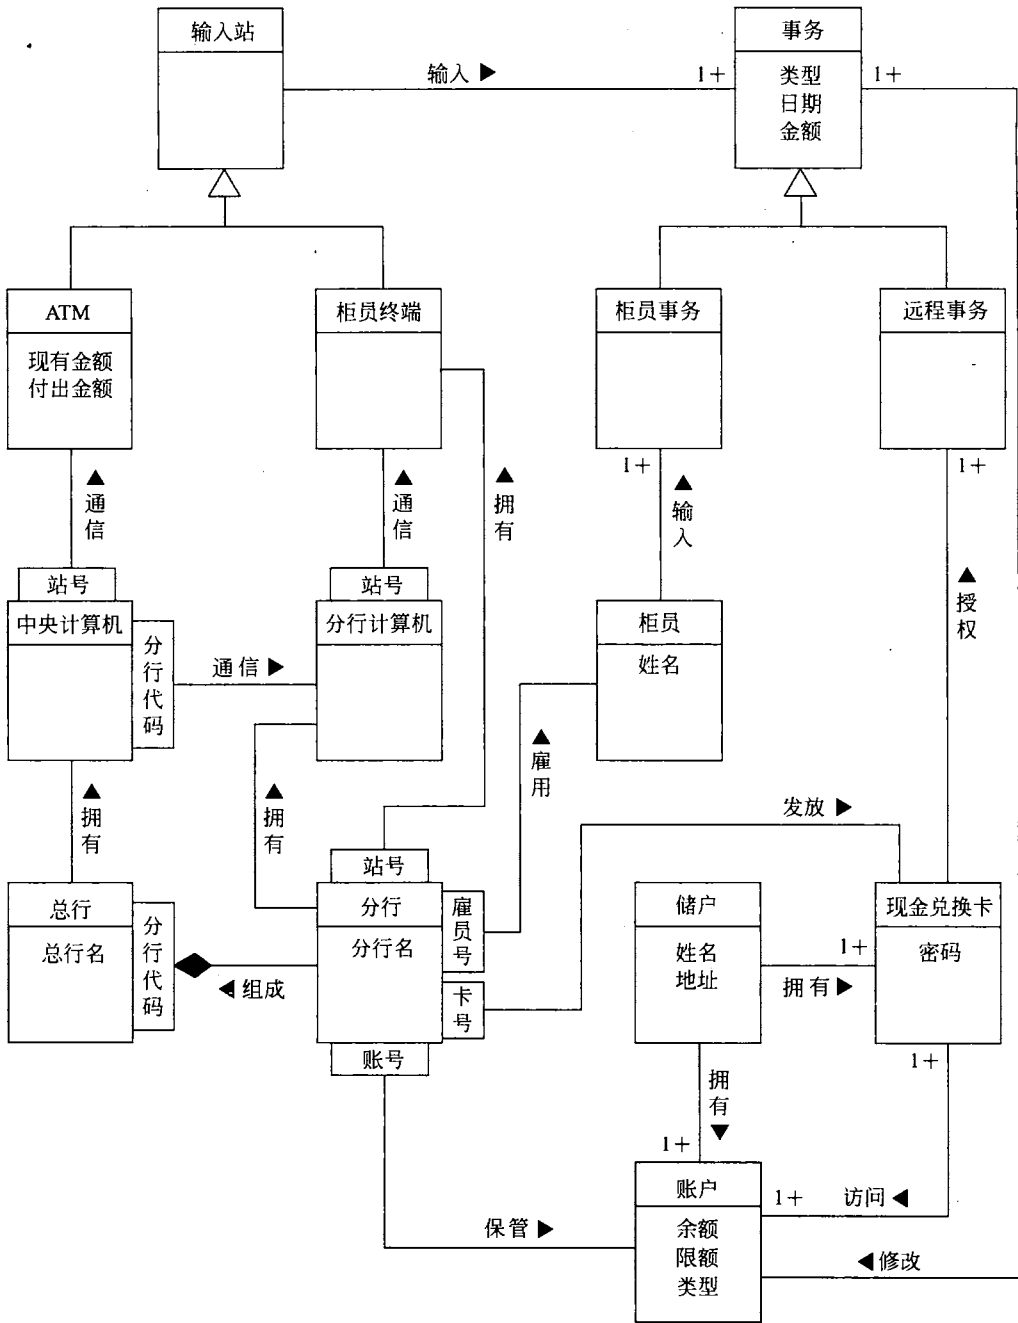 输入站
事务
输入
1+
1+
类型
日期
金额
ATM
柜员终端
柜员事务
远程事务
现有金额
付出金额
1+
1+
通信
通信
拥有
输入
授权
站号
站号
中央计算机
分行代码
分行计算机
柜员
通信
姓名
拥有
拥有
雇用
发放
站号
总行
分行代码
分行
雇员号
储户
现金兑换卡
总行名
分行名
姓名
地址
1+
密码
组成
卡号
拥有
账号
1+
拥有
1+
账户
1+
访问
保管
余额
限额
类型
修改